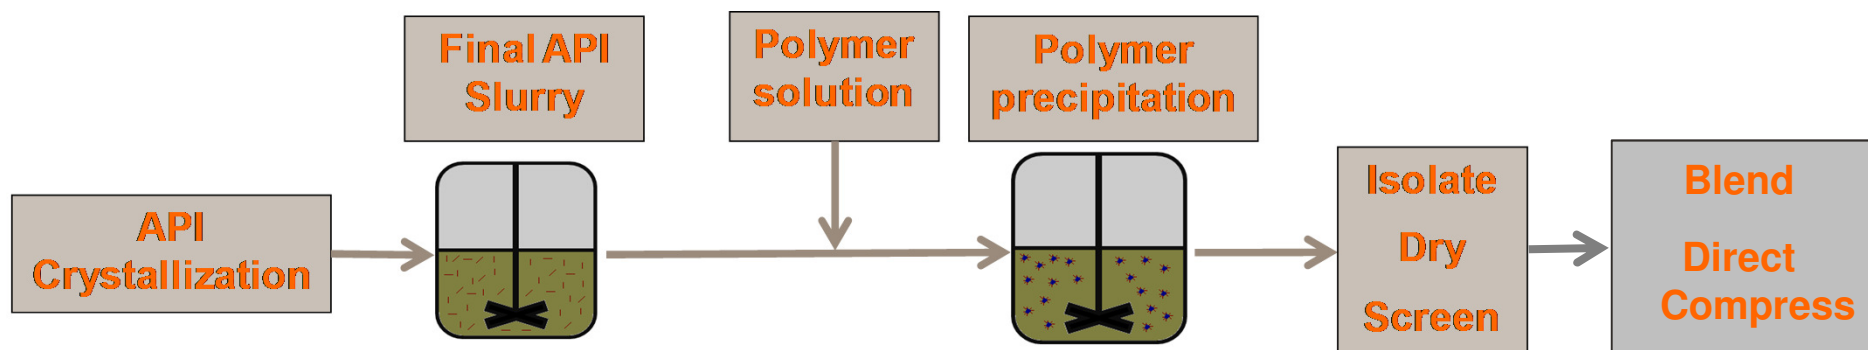 Final API
Slurry
Polymer
solution
Polymer
precipitation
API
Crystallization
Isolate
Dry
Screen
Blend
Direct
Compress